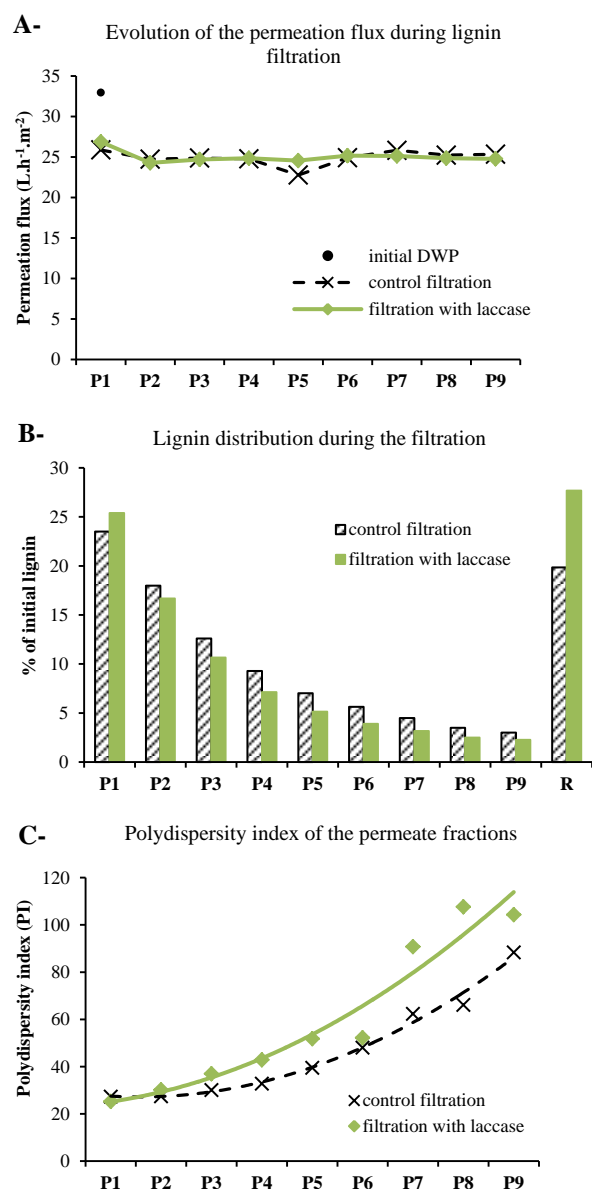 A-
Evolution of the permeation flux during lignin
filtration
Permeation flux (L.h⁻¹.m⁻²)
35
30
25
20
15
10
5
0
initial DWP
control filtration
filtration with laccase
P1 P2 P3 P4 P5 P6 P7 P8 P9
B-
Lignin distribution during the filtration
% of initial lignin
30
25
20
15
10
5
0
control filtration
filtration with laccase
P1 P2 P3 P4 P5 P6 P7 P8 P9 R
C-
Polydispersity index of the permeate fractions
Polydispersity index (PI)
120
100
80
60
40
20
0
control filtration
filtration with laccase
P1 P2 P3 P4 P5 P6 P7 P8 P9